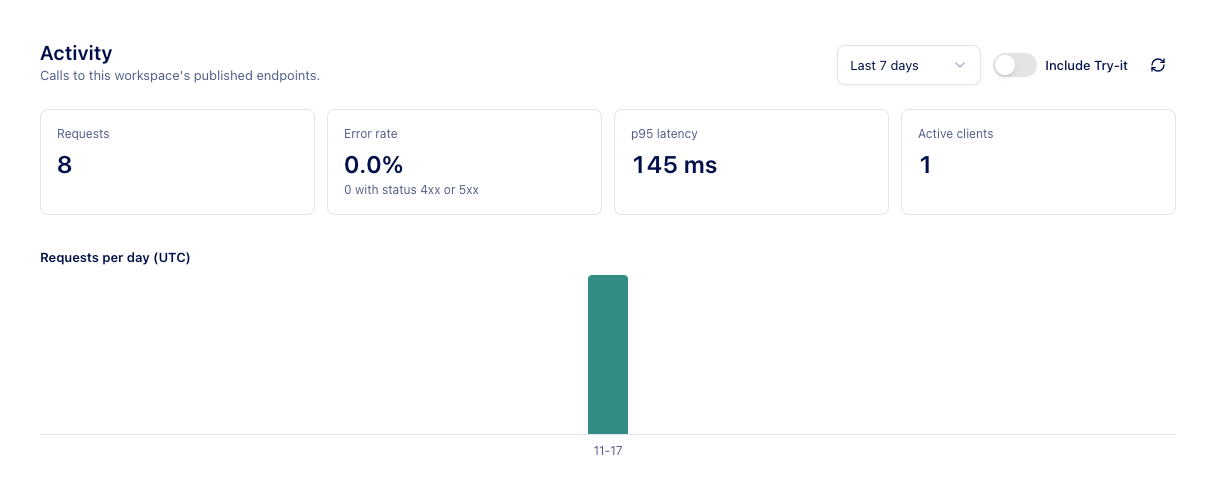 Activity
Calls to this workspace's published endpoints.
Last 7 days
Include Try-it
Requests
8
Error rate
0.0%
0 with status 4xx or 5xx
p95 latency
145 ms
Active clients
1
Requests per day (UTC)
11-17